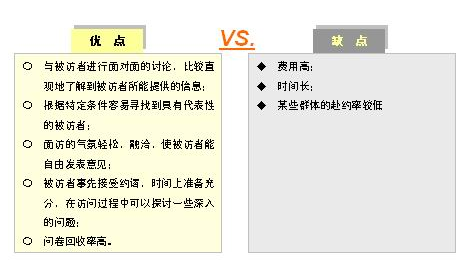 优 点
VS.
缺 点
○ 与被访者进行面对面的讨论，比较直
观地了解到被访者所能提供的信息；
○ 根据特定条件容易寻找到具有代表性
的被访者；
○ 面访的气氛轻松、融洽，使被访者能
自由发表意见；
○ 被访者事先接受约请，时间上准备充
分，在访问过程中可以探讨一些深入
的问题；
○ 问卷回收率高。
◆ 费用高；
◆ 时间长；
◆ 某些群体的赴约率较低